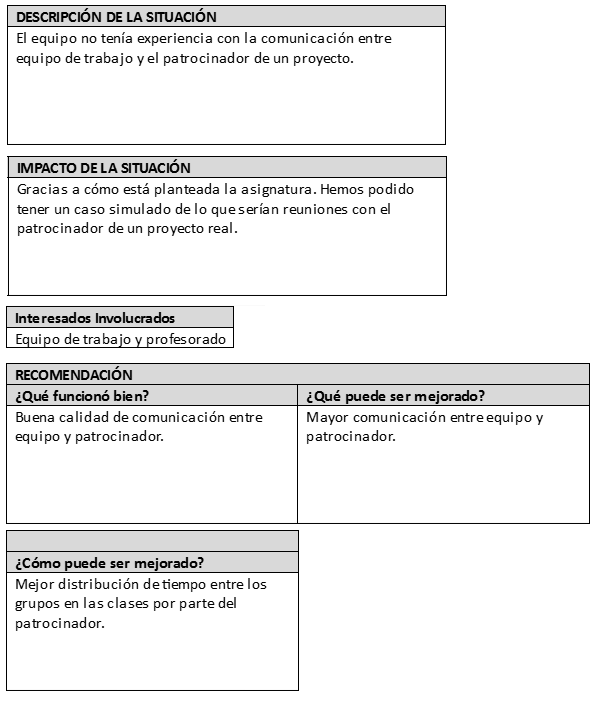 DESCRIPCIÓN DE LA SITUACIÓN
El equipo no tenía experiencia con la comunicación entre
equipo de trabajo y el patrocinador de un proyecto.
IMPACTO DE LA SITUACIÓN
Gracias a cómo está planteada la asignatura. Hemos podido
tener un caso simulado de lo que serían reuniones con el
patrocinador de un proyecto real.
Interesados Involucrados
Equipo de trabajo y profesorado
RECOMENDACIÓN
¿Qué funcionó bien?
Buena calidad de comunicación entre
equipo y patrocinador.
¿Qué puede ser mejorado?
Mayor comunicación entre equipo y
patrocinador.
¿Cómo puede ser mejorado?
Mejor distribución de tiempo entre los
grupos en las clases por parte del
patrocinador.